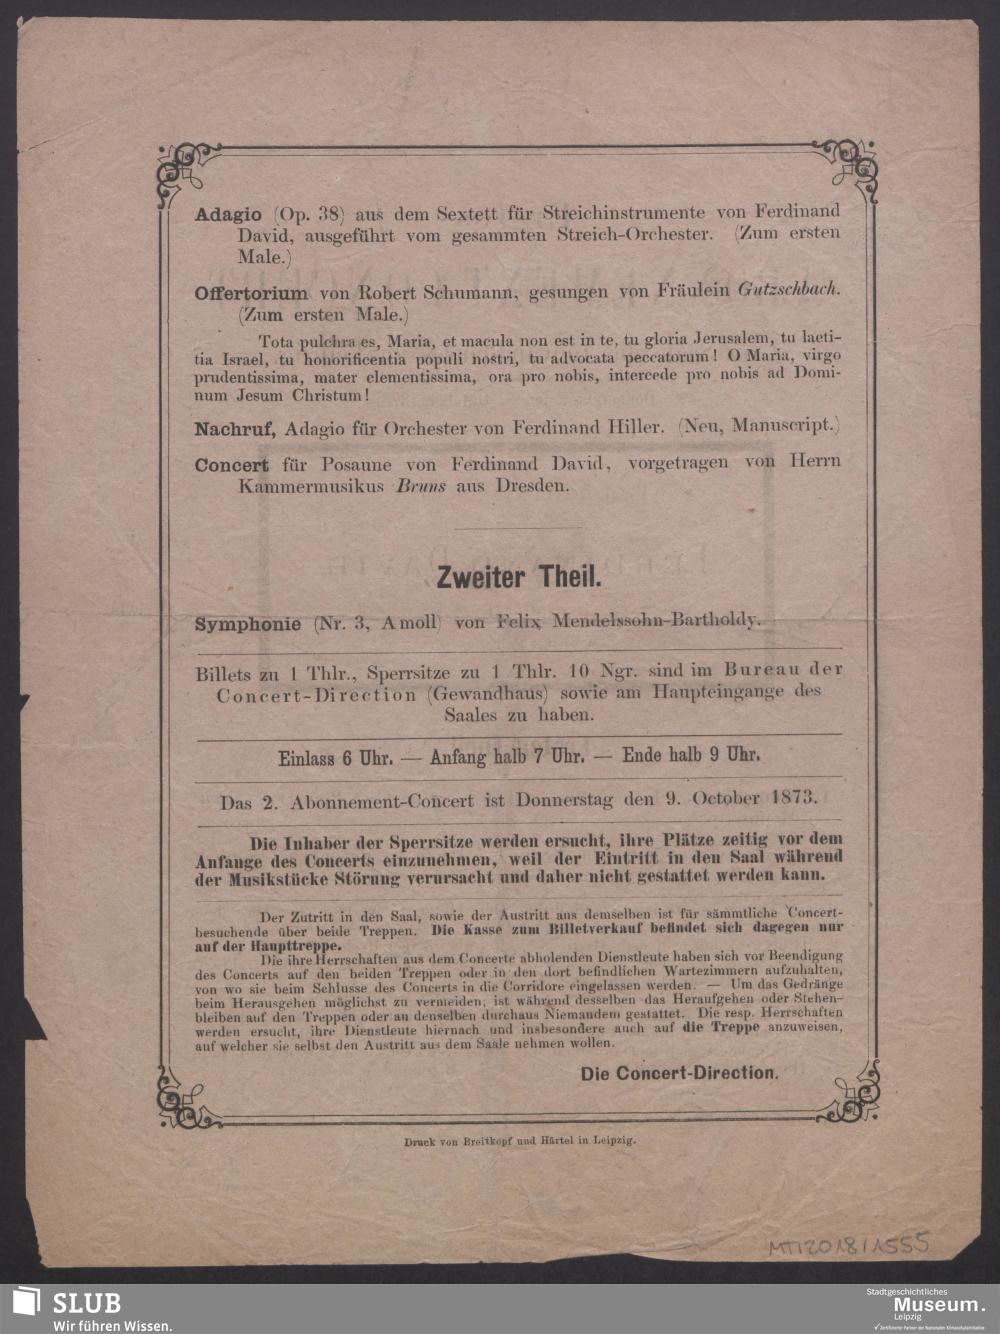 Adagio (Op. 38) aus dem Sextett für Streichinstrumente von Ferdinand
David, ausgeführt vom gesammten Streich-Orchester. (Zum ersten
Male.)
Offertorium von Robert Schumann, gesungen von Fräulein Gutzschbach.
(Zum ersten Male.)
Tota pulchra es, Maria, et macula non est in te, tu gloria Jerusalem, tu laeti-
tia Israel, tu honorificentia populi nostri, tu advocata peccatorum! O Maria, virgo
prudentissima, mater clementissima, ora pro nobis, intercede pro nobis ad Domi-
num Jesum Christum!
Nachruf, Adagio für Orchester von Ferdinand Hiller. (Neu, Manuscript.)
Concert für Posaune von Ferdinand David, vorgetragen von Herrn
Kammermusikus Bruns aus Dresden.
Zweiter Theil.
Symphonie (Nr. 3, A moll) von Felix Mendelssohn-Bartholdy.
Billets zu 1 Thlr., Sperrsitze zu 1 Thlr. 10 Ngr. sind im Bureau der
Concert-Direction (Gewandhaus) sowie am Haupteingange des
Saales zu haben.
Einlass 6 Uhr. — Anfang halb 7 Uhr. — Ende halb 9 Uhr.
Das 2. Abonnement-Concert ist Donnerstag den 9. October 1873.
Die Inhaber der Sperrsitze werden ersucht, ihre Plätze zeitig vor dem
Anfange des Concerts einzunehmen, weil der Eintritt in den Saal während
der Musikstücke Störung verursacht und daher nicht gestattet werden kann.
Der Zutritt in den Saal, sowie der Austritt aus demselben ist für sämmtliche Concert-
besuchende über beide Treppen. Die Kasse zum Billetverkauf befindet sich dagegen nur
auf der Haupttreppe.
Die ihre Herrschaften aus dem Concerte abholenden Dienstleute haben sich vor Beendigung
des Concerts auf den beiden Treppen oder in den dort befindlichen Wartezimmern aufzuhalten,
von wo sie beim Schlusse des Concerts in die Corridore eingelassen werden. — Um das Gedränge
beim Herausgehen möglichst zu vermeiden, ist während desselben das Heraufgehen oder Stehen-
bleiben auf den Treppen oder an denselben durchaus Niemandem gestattet. Die resp. Herrschaften
werden ersucht, ihre Dienstleute hiernach und insbesondere auch auf die Treppe anzuweisen,
auf welcher sie selbst den Austritt aus dem Saale nehmen wollen.
Die Concert-Direction.
Druck von Breitkopf und Härtel in Leipzig.
MT/2018/1555
SLUB
Wir führen Wissen.
Stadtgeschichtliches
Museum.
Leipzig